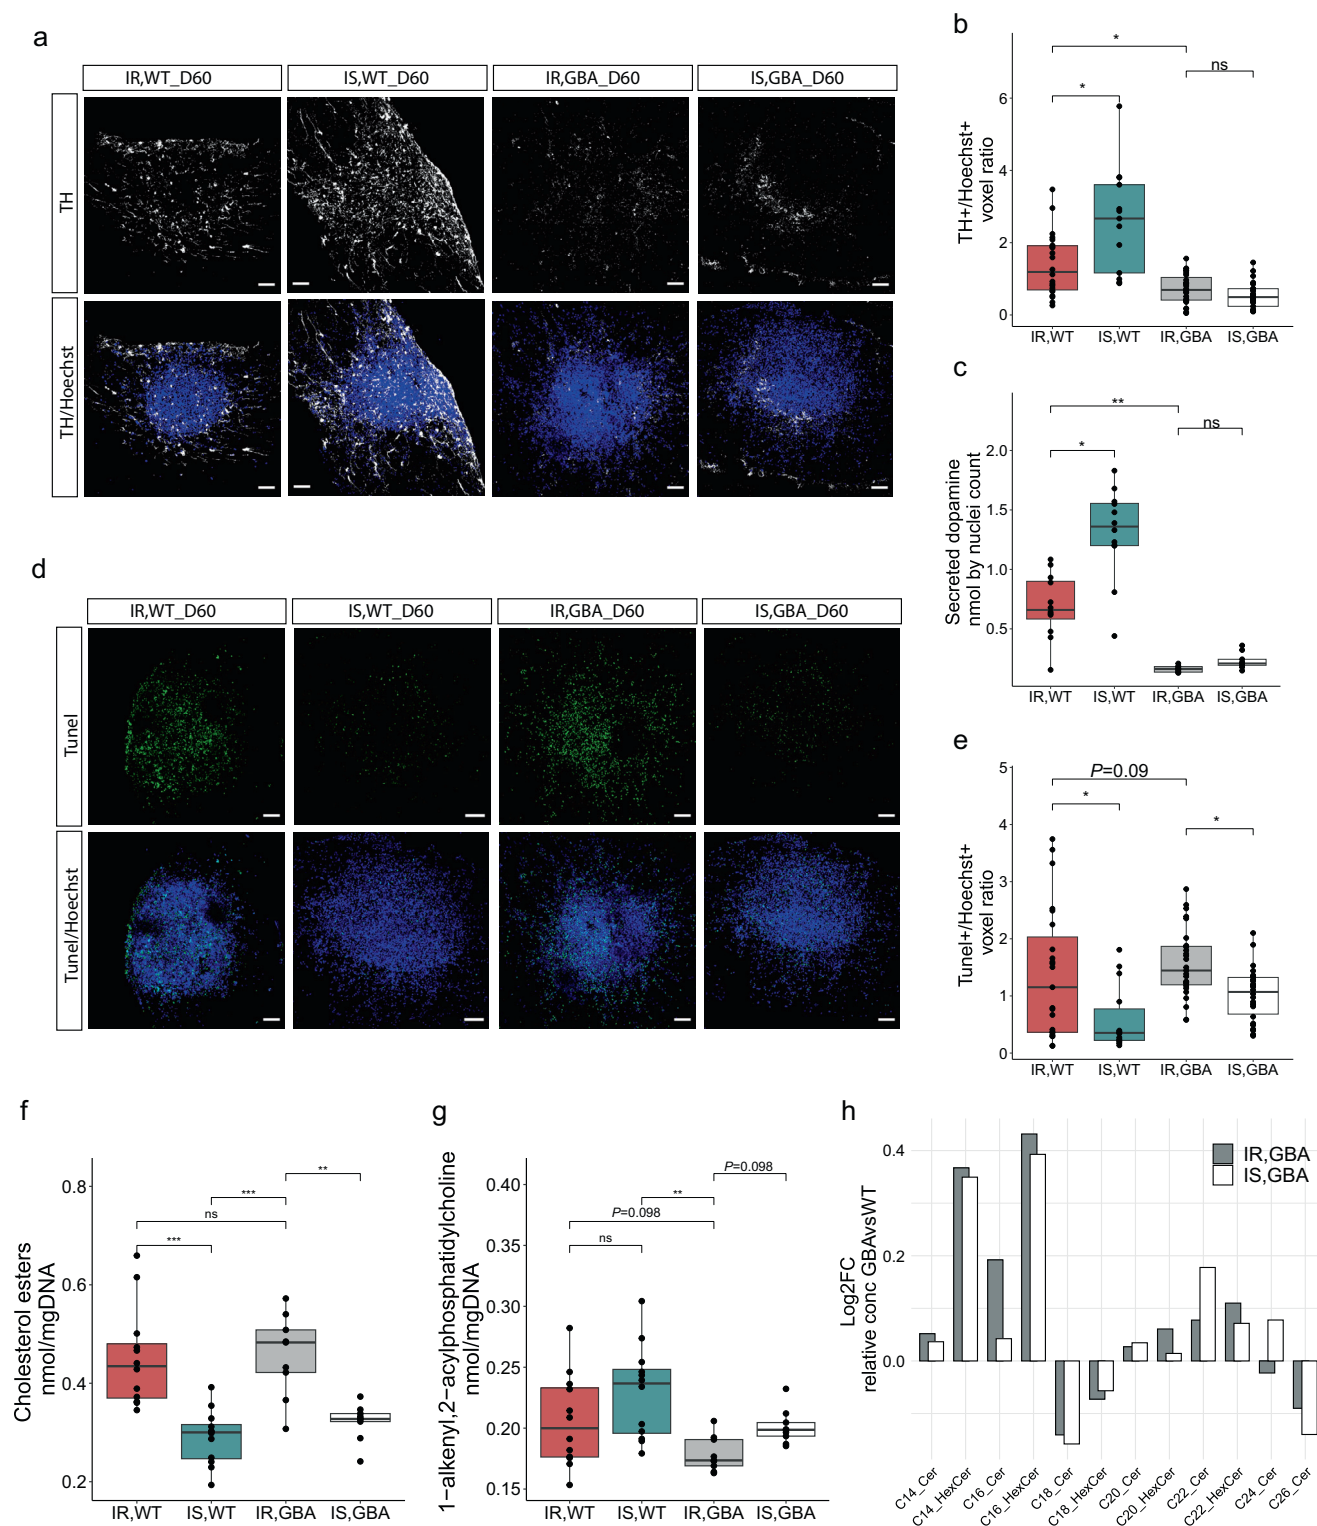 a
IR,WT_D60
IS,WT_D60
IR,GBA_D60
IS,GBA_D60
TH
TH/Hoechst
b
TH+/Hoechst+
voxel ratio
*
*
ns
6
4
2
0
IR,WT
IS,WT
IR,GBA
IS,GBA
c
Secreted dopamine
nmol by nuclei count
**
*
ns
2.0
1.5
1.0
0.5
IR,WT
IS,WT
IR,GBA
IS,GBA
d
IR,WT_D60
IS,WT_D60
IR,GBA_D60
IS,GBA_D60
Tunel
Tunel/Hoechst
e
Tunel+/Hoechst+
voxel ratio
P=0.09
*
*
5
4
3
2
1
0
IR,WT
IS,WT
IR,GBA
IS,GBA
f
Cholesterol esters
nmol/mgDNA
**
***
ns
***
0.8
0.6
0.4
0.2
IR,WT
IS,WT
IR,GBA
IS,GBA
g
1−alkenyl,2−acylphosphatidylcholine
nmol/mgDNA
P=0.098
**
P=0.098
ns
0.40
0.35
0.30
0.25
0.20
0.15
IR,WT
IS,WT
IR,GBA
IS,GBA
h
Log2FC
relative conc GBAvsWT
IR,GBA
IS,GBA
0.4
0.2
0.0
C14_Cer
C14_HexCer
C16_Cer
C16_HexCer
C18_Cer
C18_HexCer
C20_Cer
C20_HexCer
C22_Cer
C22_HexCer
C24_Cer
C26_Cer